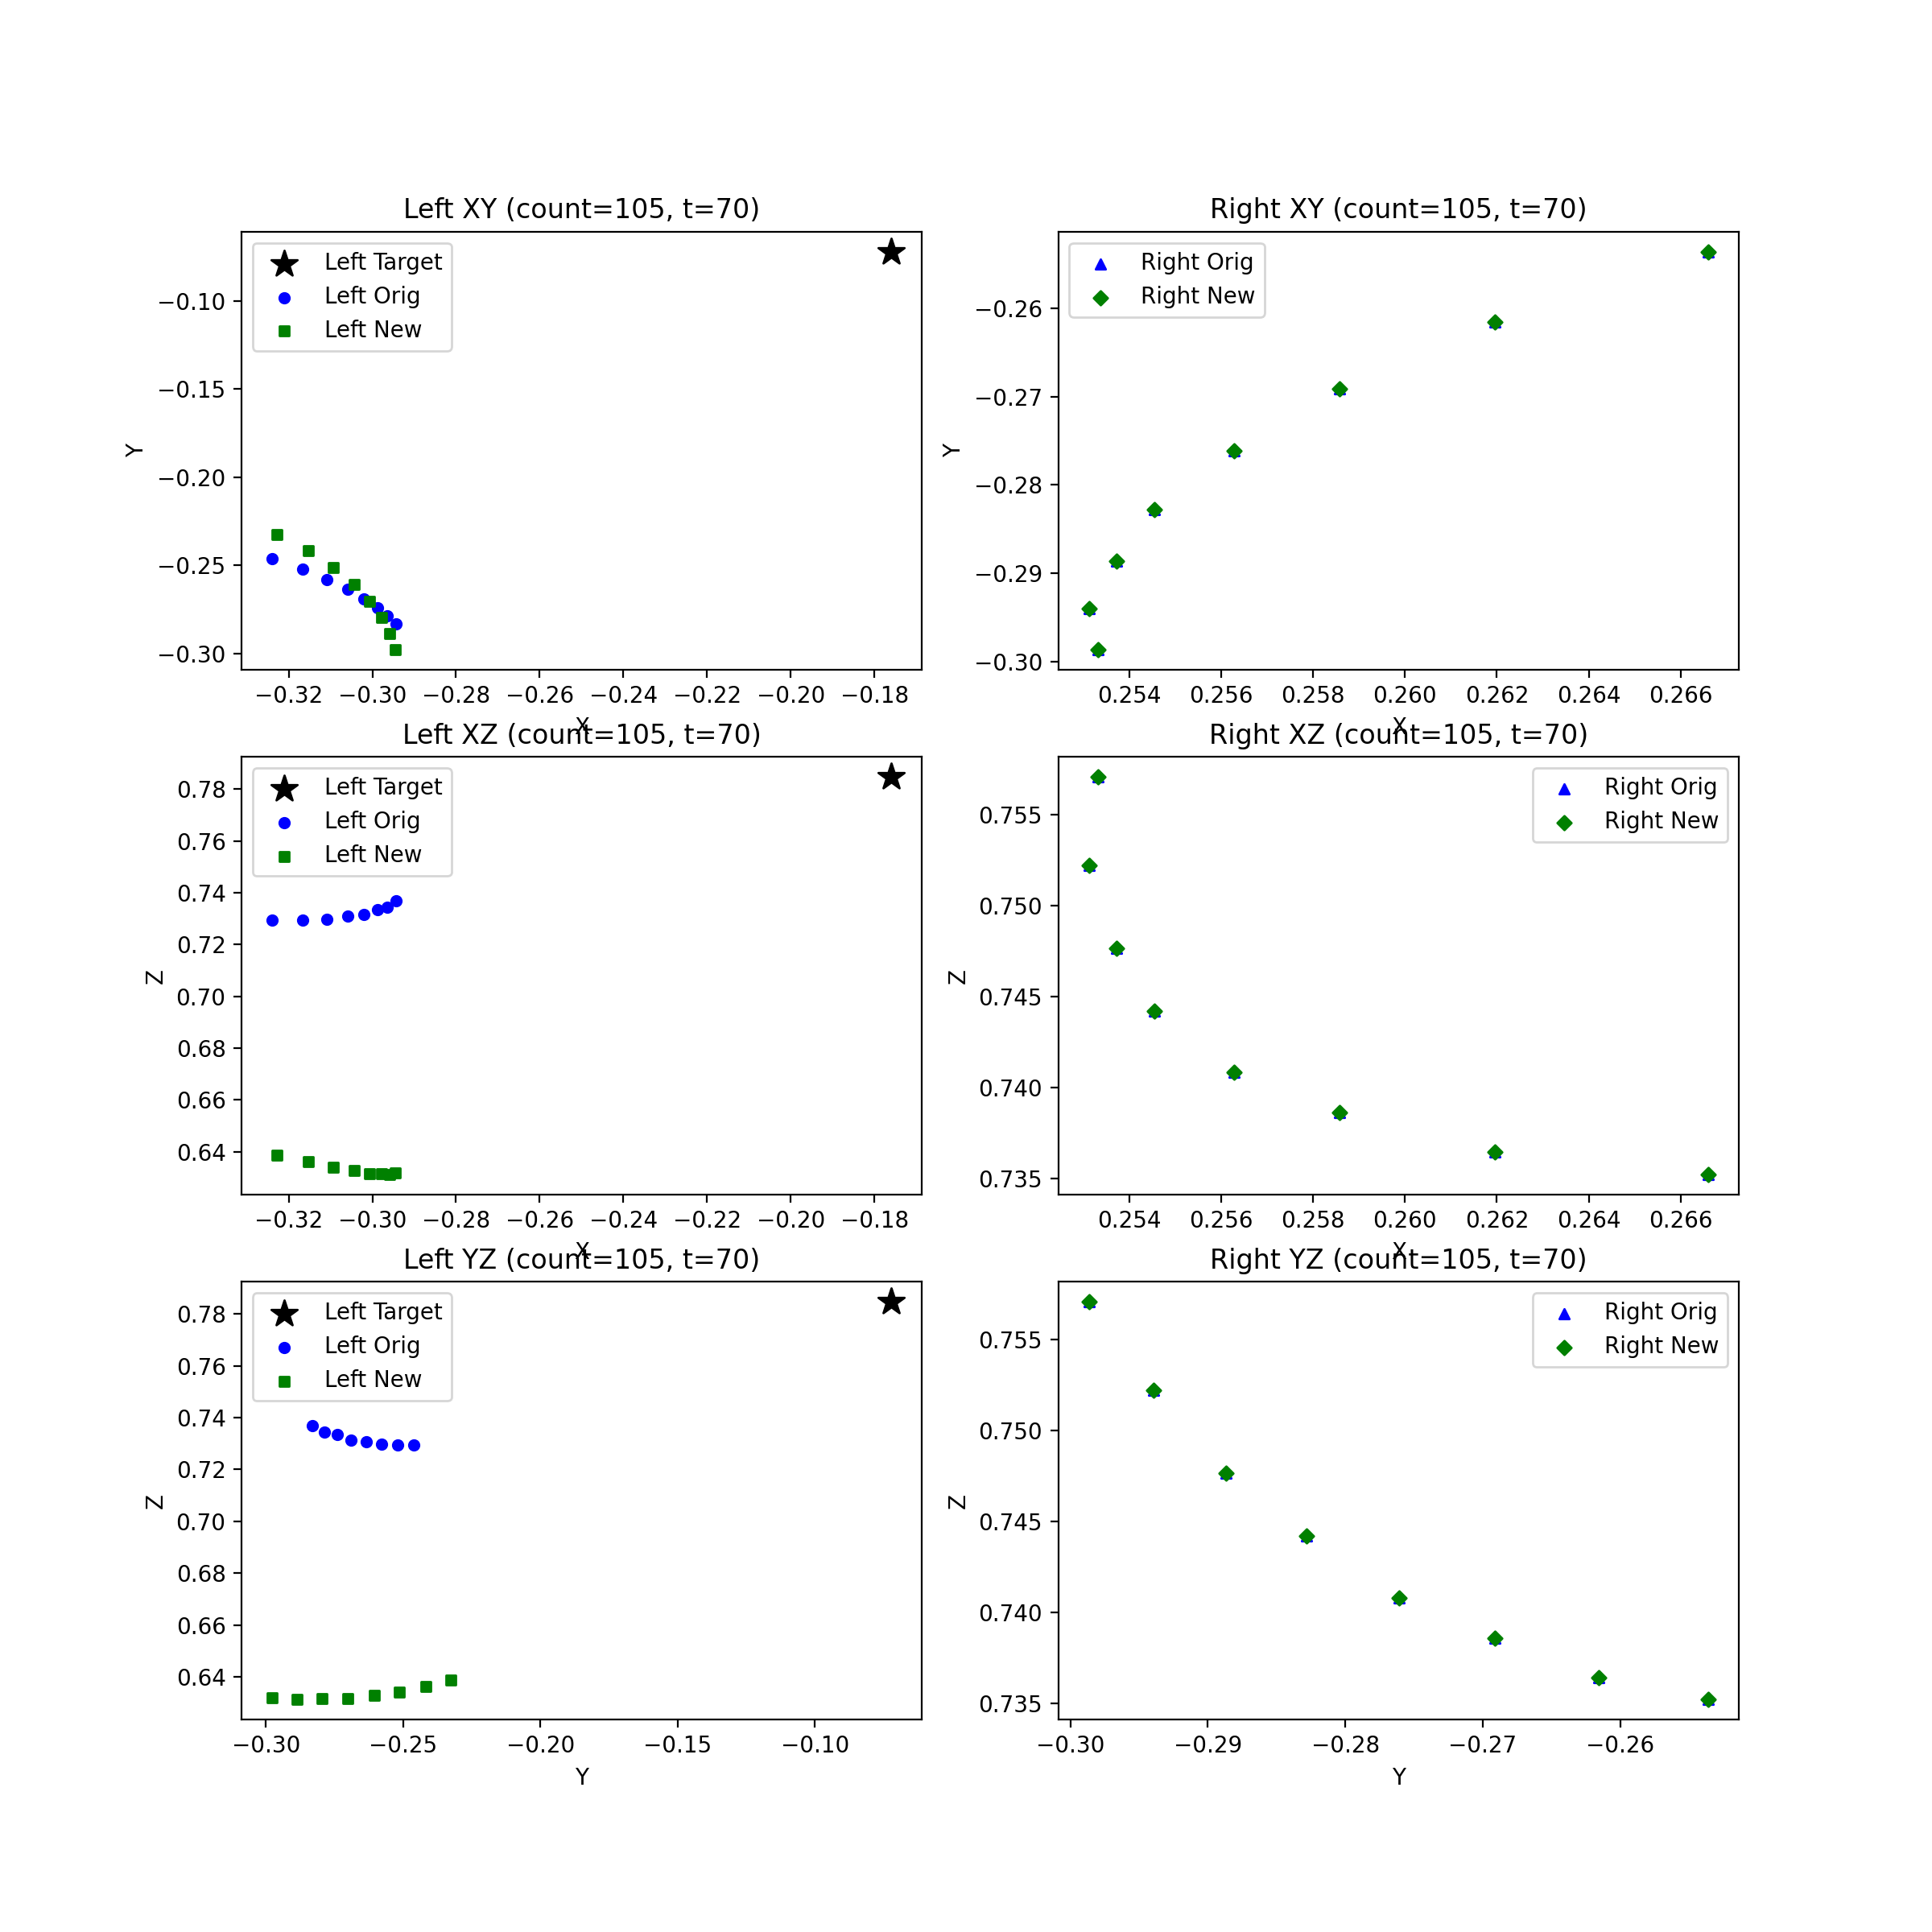 Left XY (count=105, t=70)
Left Target
Left Orig
Left New
Y
−0.10
−0.15
−0.20
−0.25
−0.30
−0.32 −0.30 −0.28 −0.26 −0.24 −0.22 −0.20 −0.18
X
Right XY (count=105, t=70)
Right Orig
Right New
Y
−0.26
−0.27
−0.28
−0.29
−0.30
0.254 0.256 0.258 0.260 0.262 0.264 0.266
X
Left XZ (count=105, t=70)
Left Target
Left Orig
Left New
Z
0.78
0.76
0.74
0.72
0.70
0.68
0.66
0.64
−0.32 −0.30 −0.28 −0.26 −0.24 −0.22 −0.20 −0.18
X
Right XZ (count=105, t=70)
Right Orig
Right New
Z
0.755
0.750
0.745
0.740
0.735
0.254 0.256 0.258 0.260 0.262 0.264 0.266
X
Left YZ (count=105, t=70)
Left Target
Left Orig
Left New
Z
0.78
0.76
0.74
0.72
0.70
0.68
0.66
0.64
−0.30 −0.25 −0.20 −0.15 −0.10
Y
Right YZ (count=105, t=70)
Right Orig
Right New
Z
0.755
0.750
0.745
0.740
0.735
−0.30 −0.29 −0.28 −0.27 −0.26
Y